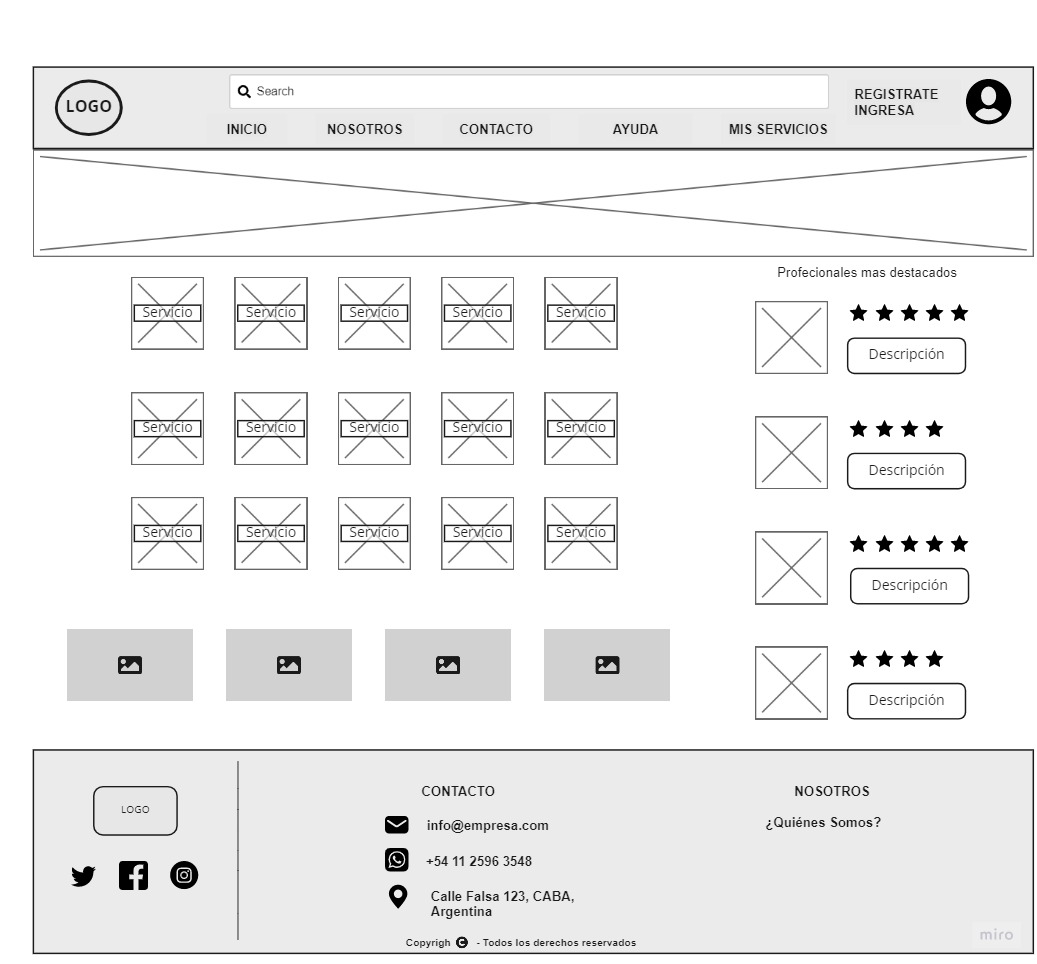 LOGO
Search
REGISTRATE
INGRESA
INICIO NOSOTROS CONTACTO AYUDA MIS SERVICIOS
Profecionales mas destacados
Servicio Servicio Servicio Servicio Servicio
Descripción
Servicio Servicio Servicio Servicio Servicio
Descripción
Servicio Servicio Servicio Servicio Servicio
Descripción
Descripción
LOGO
CONTACTO
info@empresa.com
+54 11 2596 3548
Calle Falsa 123, CABA,
Argentina
NOSOTROS
¿Quiénes Somos?
Copyrigh C - Todos los derechos reservados
miro